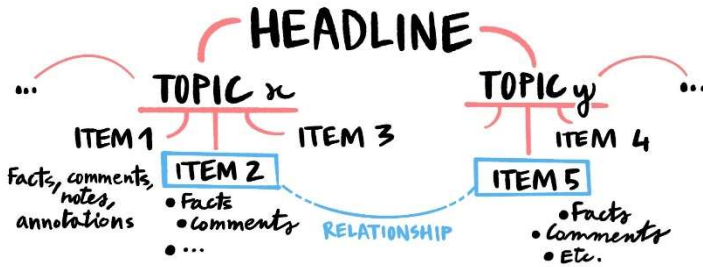 HEADLINE
...
TOPIC x
TOPIC y
...
ITEM 1
ITEM 3
ITEM 4
Facts, comments,
notes,
annotations
ITEM 2
• Facts
• Comments
• ...
RELATIONSHIP
ITEM 5
• Facts
• Comments
• Etc.